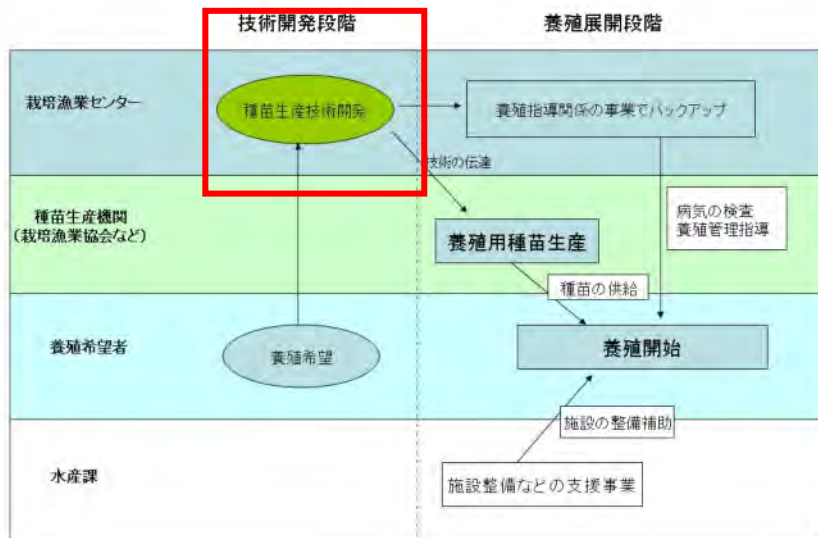 技術開発段階
養殖展開段階
栽培漁業センター
種苗生産技術開発
養殖指導関係の事業でバックアップ
技術の伝達
種苗生産機関
(栽培漁業協会など)
病気の検査
養殖管理指導
養殖用種苗生産
種苗の供給
養殖希望者
養殖希望
養殖開始
施設の整備補助
水産課
施設整備などの支援事業